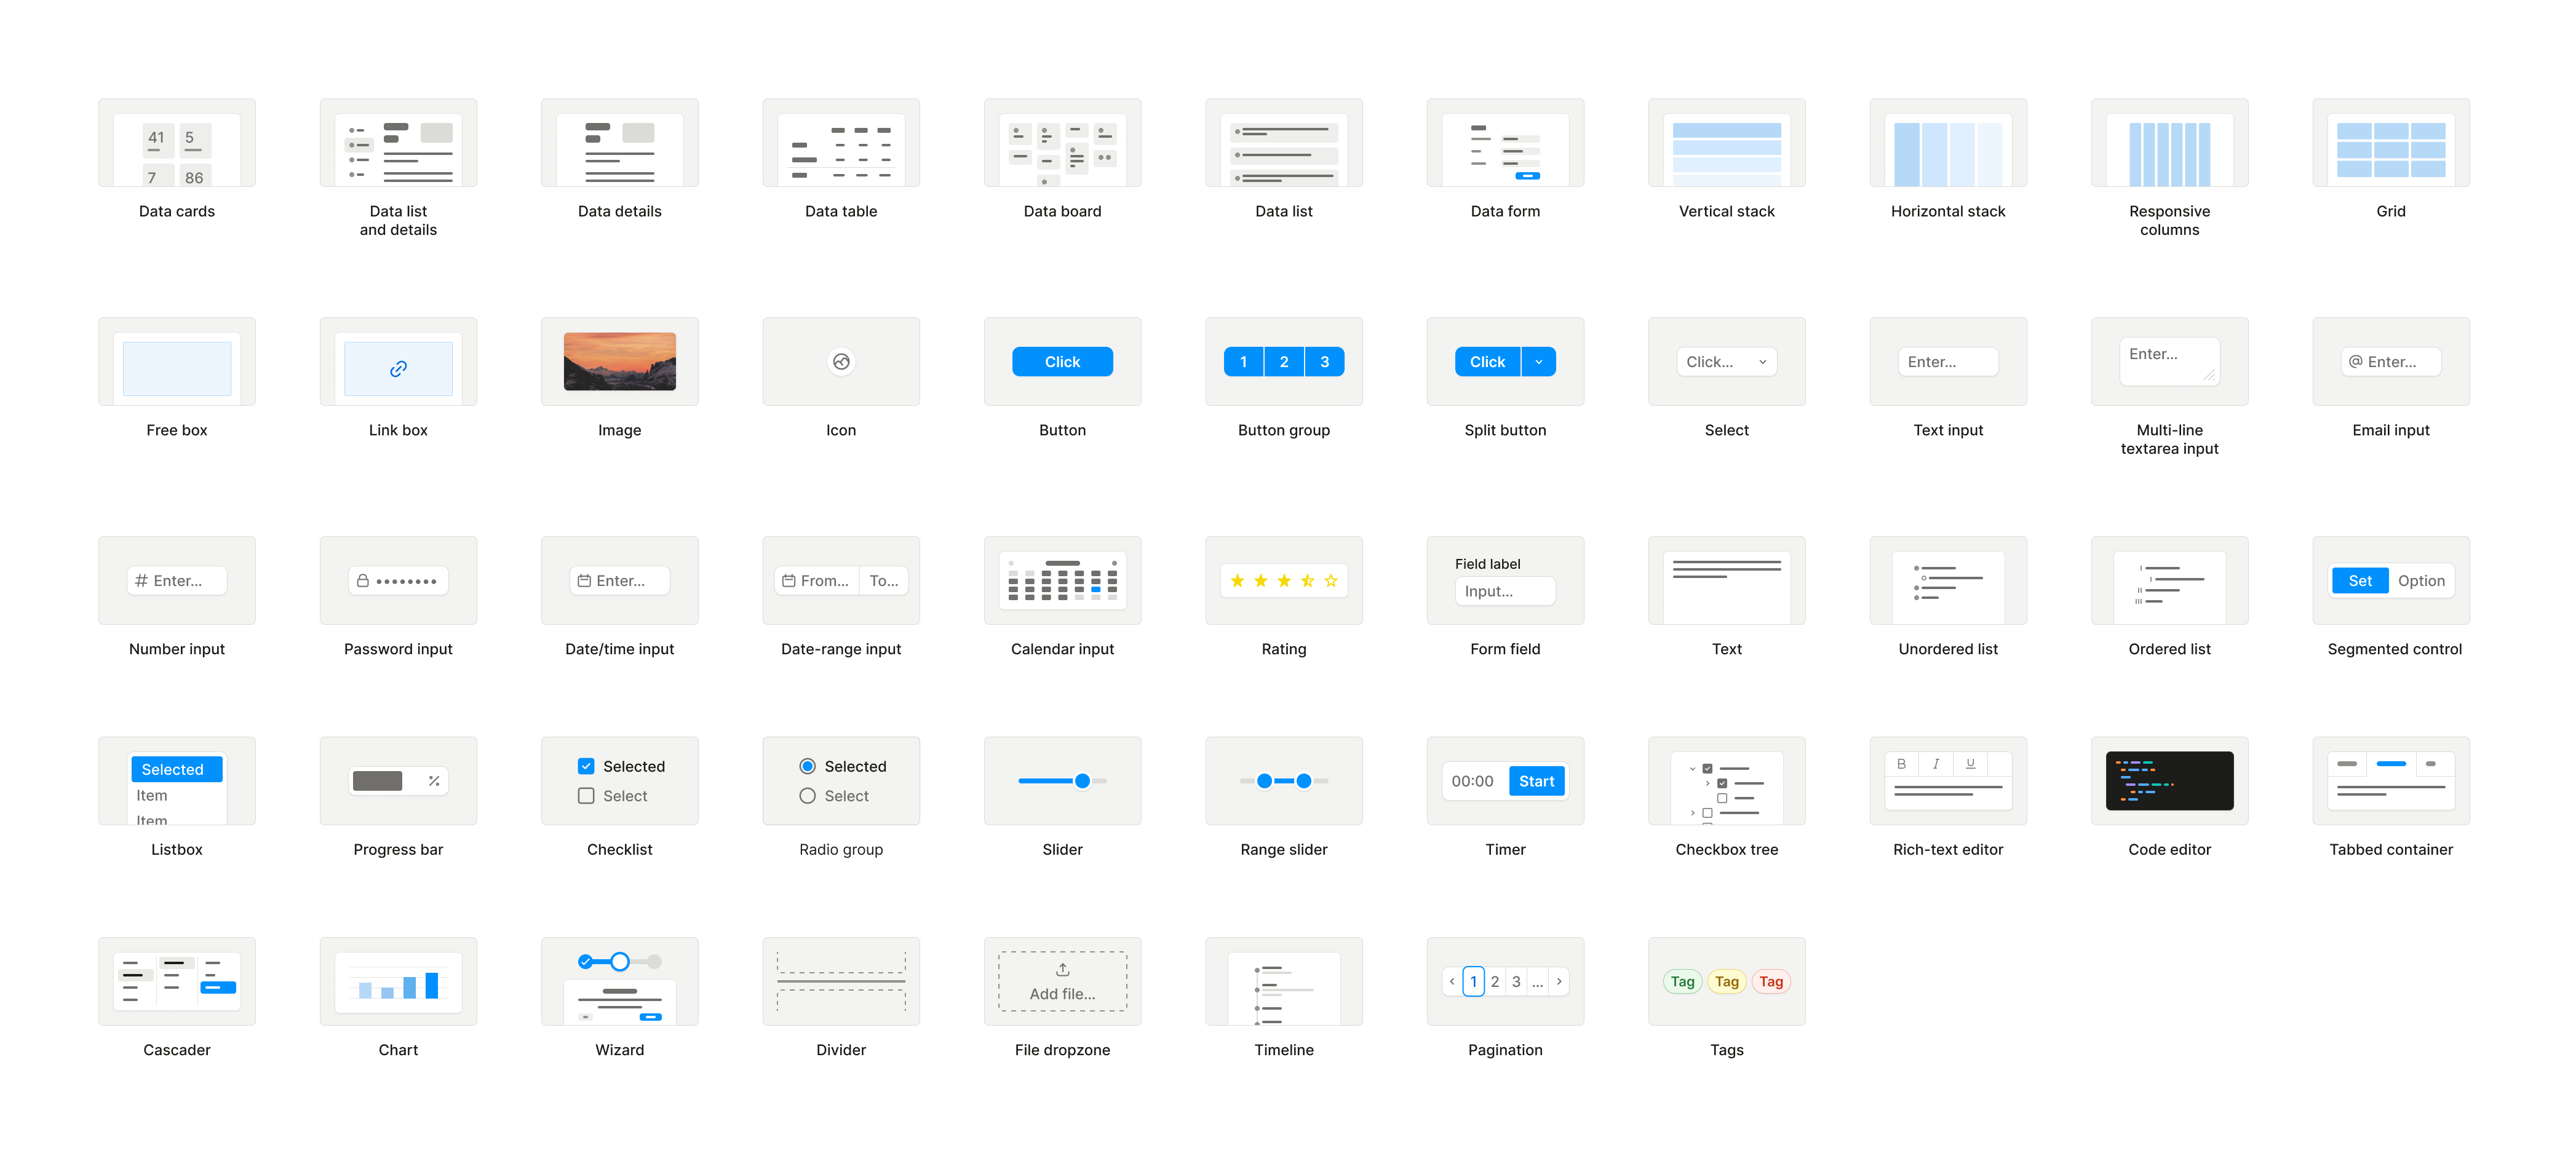 41 5
7 86
Data cards
Data list
and details
Data details
Data table
Data board
Data list
Data form
Vertical stack
Horizontal stack
Responsive
columns
Grid
Free box
Link box
Image
Icon
Click
Button
1 2 3
Button group
Click
Split button
Click...
Select
Enter...
Text input
Enter...
Multi-line
textarea input
@ Enter...
Email input
# Enter...
Number input
Password input
Enter...
Date/time input
From... To...
Date-range input
Calendar input
Rating
Field label
Input...
Form field
Text
Unordered list
Ordered list
Set Option
Segmented control
Selected
Item
Item
Listbox
%
Progress bar
Selected
Select
Checklist
Selected
Select
Radio group
Slider
Range slider
00:00 Start
Timer
Checkbox tree
B I U
Rich-text editor
Code editor
Tabbed container
Cascader
Chart
Wizard
Divider
Add file...
File dropzone
Timeline
< 1 2 3 ... >
Pagination
Tag Tag Tag
Tags